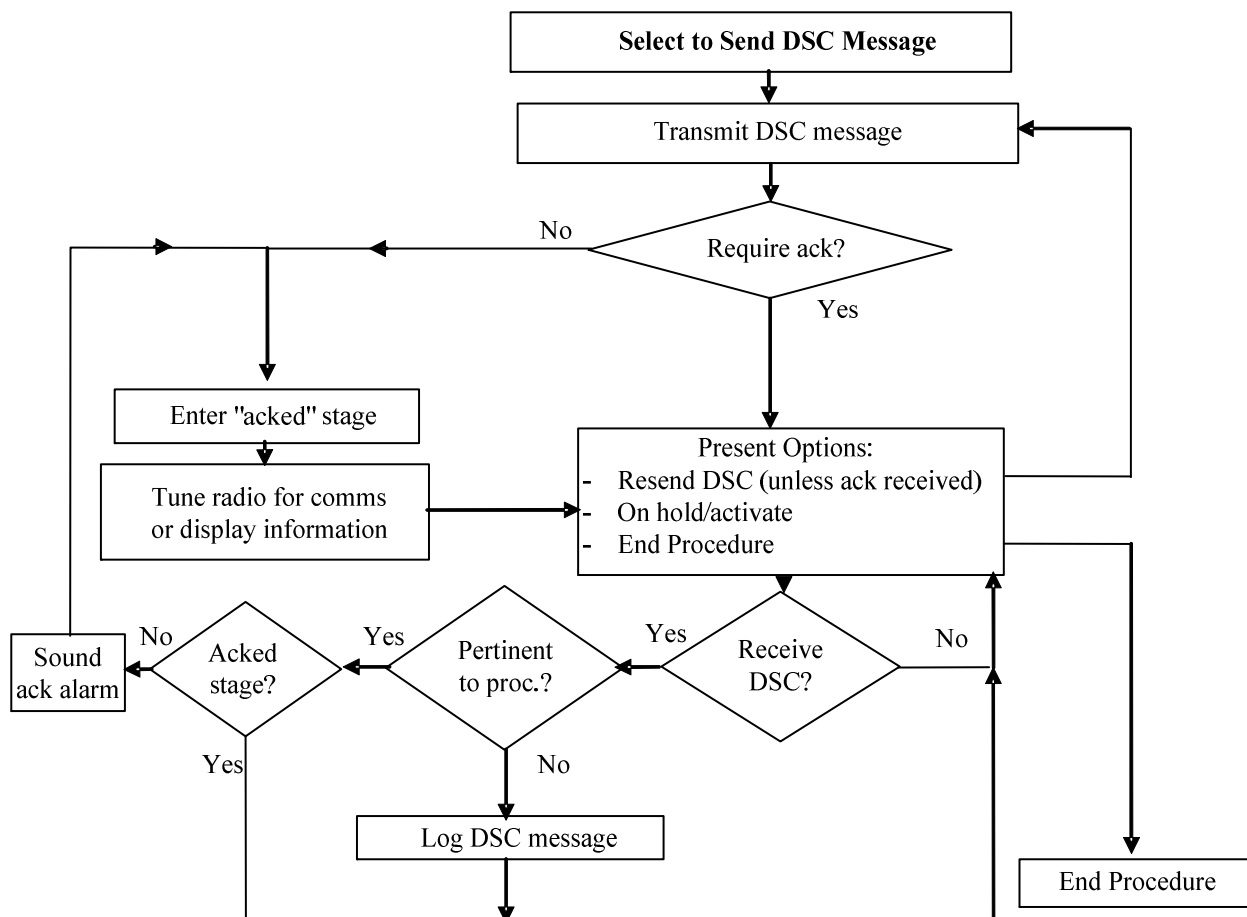 Select to Send DSC Message
Transmit DSC message
No
Require ack?
Yes
Enter "acked" stage
Tune radio for comms
or display information
Present Options:
- Resend DSC (unless ack received)
- On hold/activate
- End Procedure
Sound
ack alarm
No
Acked
stage?
Yes
Pertinent
to proc.?
Yes
Receive
DSC?
No
Yes
No
Log DSC message
End Procedure